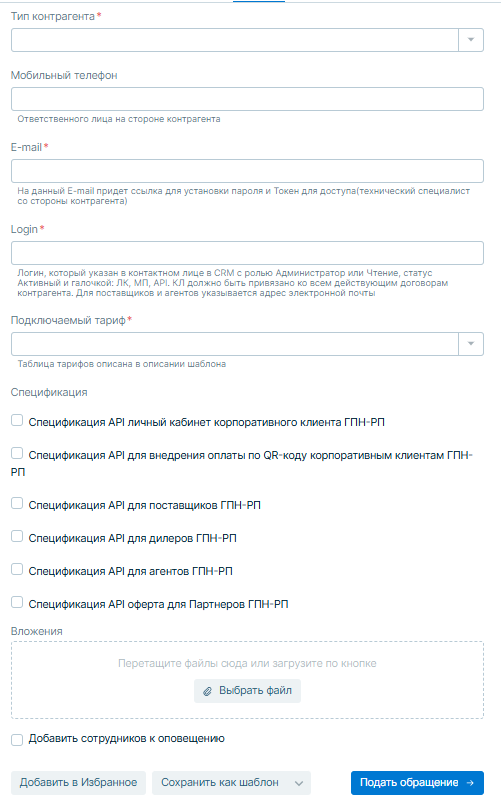 Тип контрагента*
Мобильный телефон
Ответственного лица на стороне контрагента
E-mail*
На данный E-mail придет ссылка для установки пароля и Токен для доступа(технический специалист
со стороны контрагента)
Login*
Логин, который указан в контактном лице в CRM с ролью Администратор или Чтение, статус
Активный и галочкой: ЛК, МП, API. КЛ должно быть привязано ко всем действующим договорам
контрагента. Для поставщиков и агентов указывается адрес электронной почты
Подключаемый тариф*
Таблица тарифов описана в описании шаблона
Спецификация
Спецификация API личный кабинет корпоративного клиента ГПН-РП
Спецификация API для внедрения оплаты по QR-коду корпоративным клиентам ГПН-
РП
Спецификация API для поставщиков ГПН-РП
Спецификация API для дилеров ГПН-РП
Спецификация API для агентов ГПН-РП
Спецификация API оферта для Партнеров ГПН-РП
Вложения
Перетащите файлы сюда или загрузите по кнопке
Выбрать файл
Добавить сотрудников к оповещению
Добавить в Избранное Сохранить как шаблон Подать обращение →